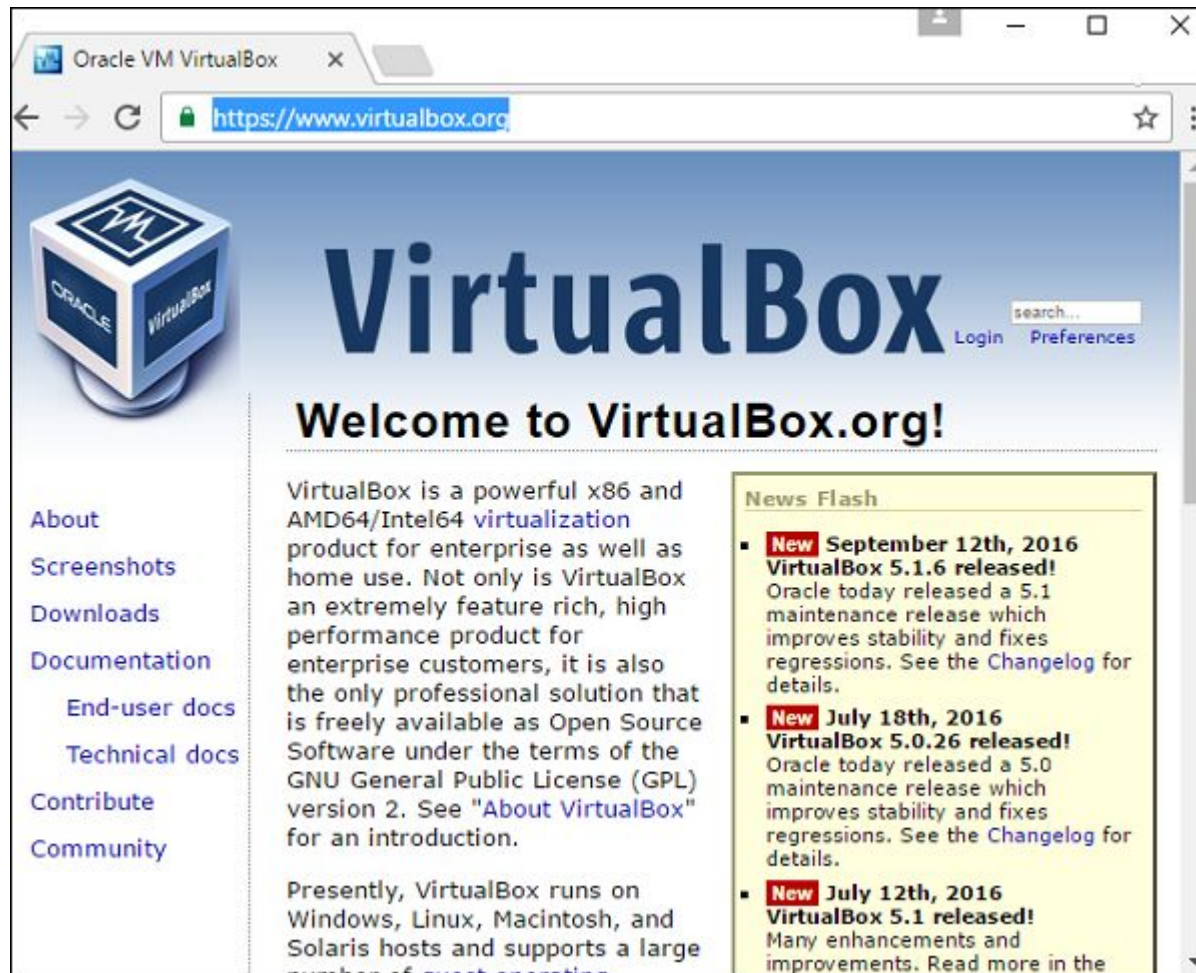 Oracle VM VirtualBox
https://www.virtualbox.org
ORACLE
VirtualBox
VirtualBox
search...
Login Preferences
Welcome to VirtualBox.org!
About
Screenshots
Downloads
Documentation
End-user docs
Technical docs
Contribute
Community
VirtualBox is a powerful x86 and
AMD64/Intel64 virtualization
product for enterprise as well as
home use. Not only is VirtualBox
an extremely feature rich, high
performance product for
enterprise customers, it is also
the only professional solution that
is freely available as Open Source
Software under the terms of the
GNU General Public License (GPL)
version 2. See "About VirtualBox"
for an introduction.
Presently, VirtualBox runs on
Windows, Linux, Macintosh, and
Solaris hosts and supports a large
number of guest operating
News Flash
New September 12th, 2016
VirtualBox 5.1.6 released!
Oracle today released a 5.1
maintenance release which
improves stability and fixes
regressions. See the Changelog for
details.
New July 18th, 2016
VirtualBox 5.0.26 released!
Oracle today released a 5.0
maintenance release which
improves stability and fixes
regressions. See the Changelog for
details.
New July 12th, 2016
VirtualBox 5.1 released!
Many enhancements and
improvements. Read more in the